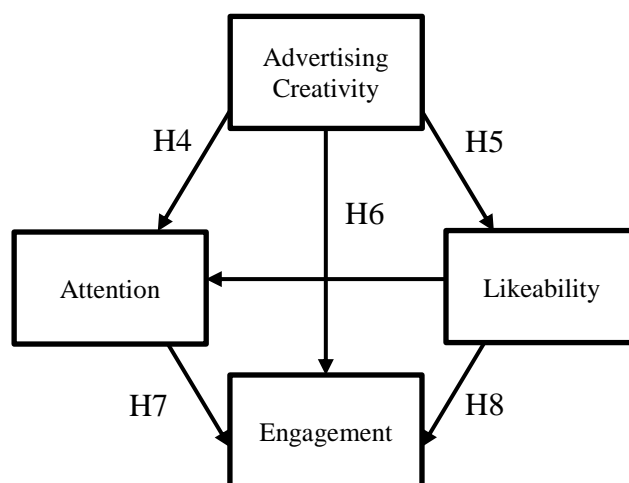 Advertising
Creativity
H4
H5
H6
Attention
Likeability
H7
H8
Engagement